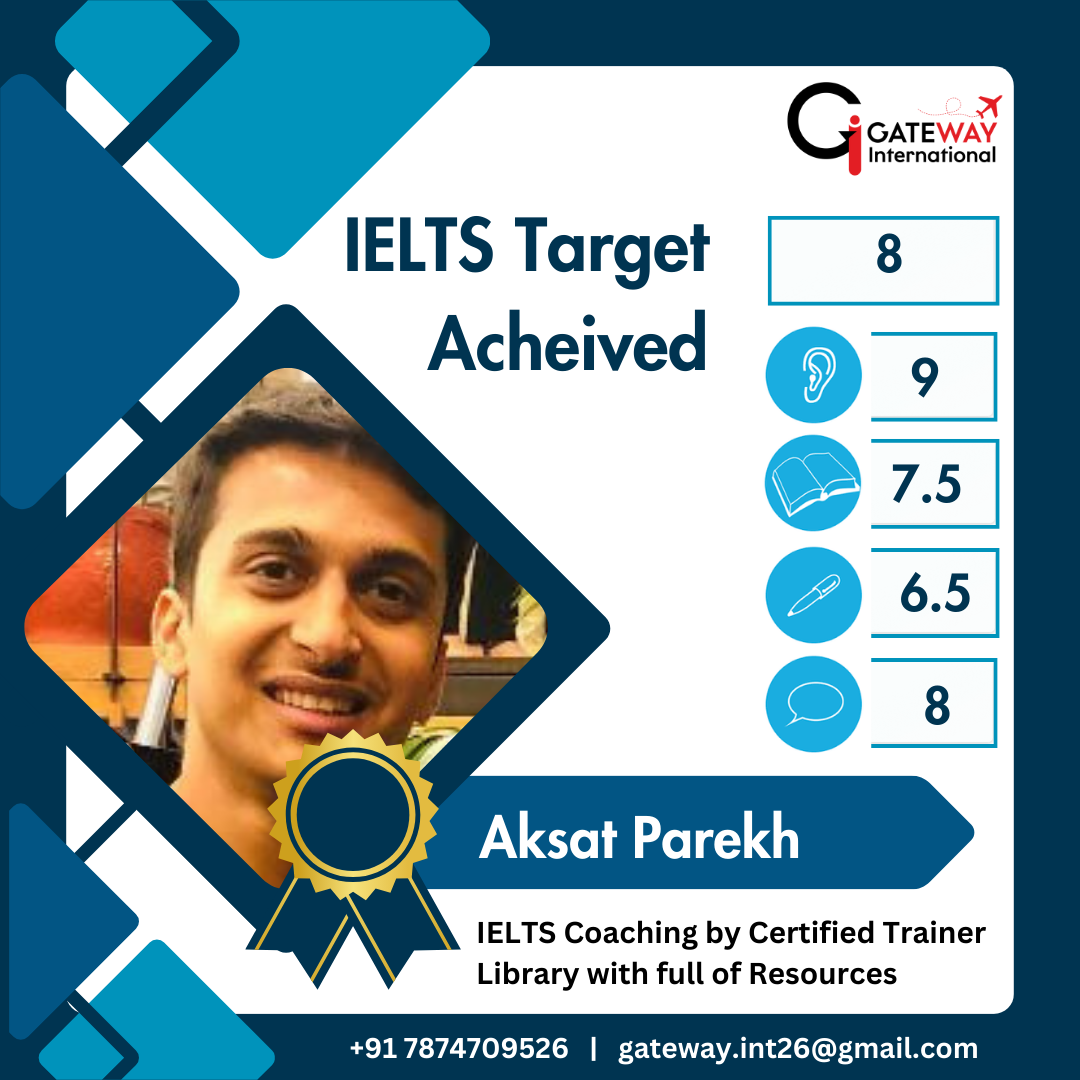 GATEWAY
International
IELTS Target
Acheived
8
9
7.5
6.5
8
Aksat Parekh
IELTS Coaching by Certified Trainer
Library with full of Resources
+91 7874709526 | gateway.int26@gmail.com